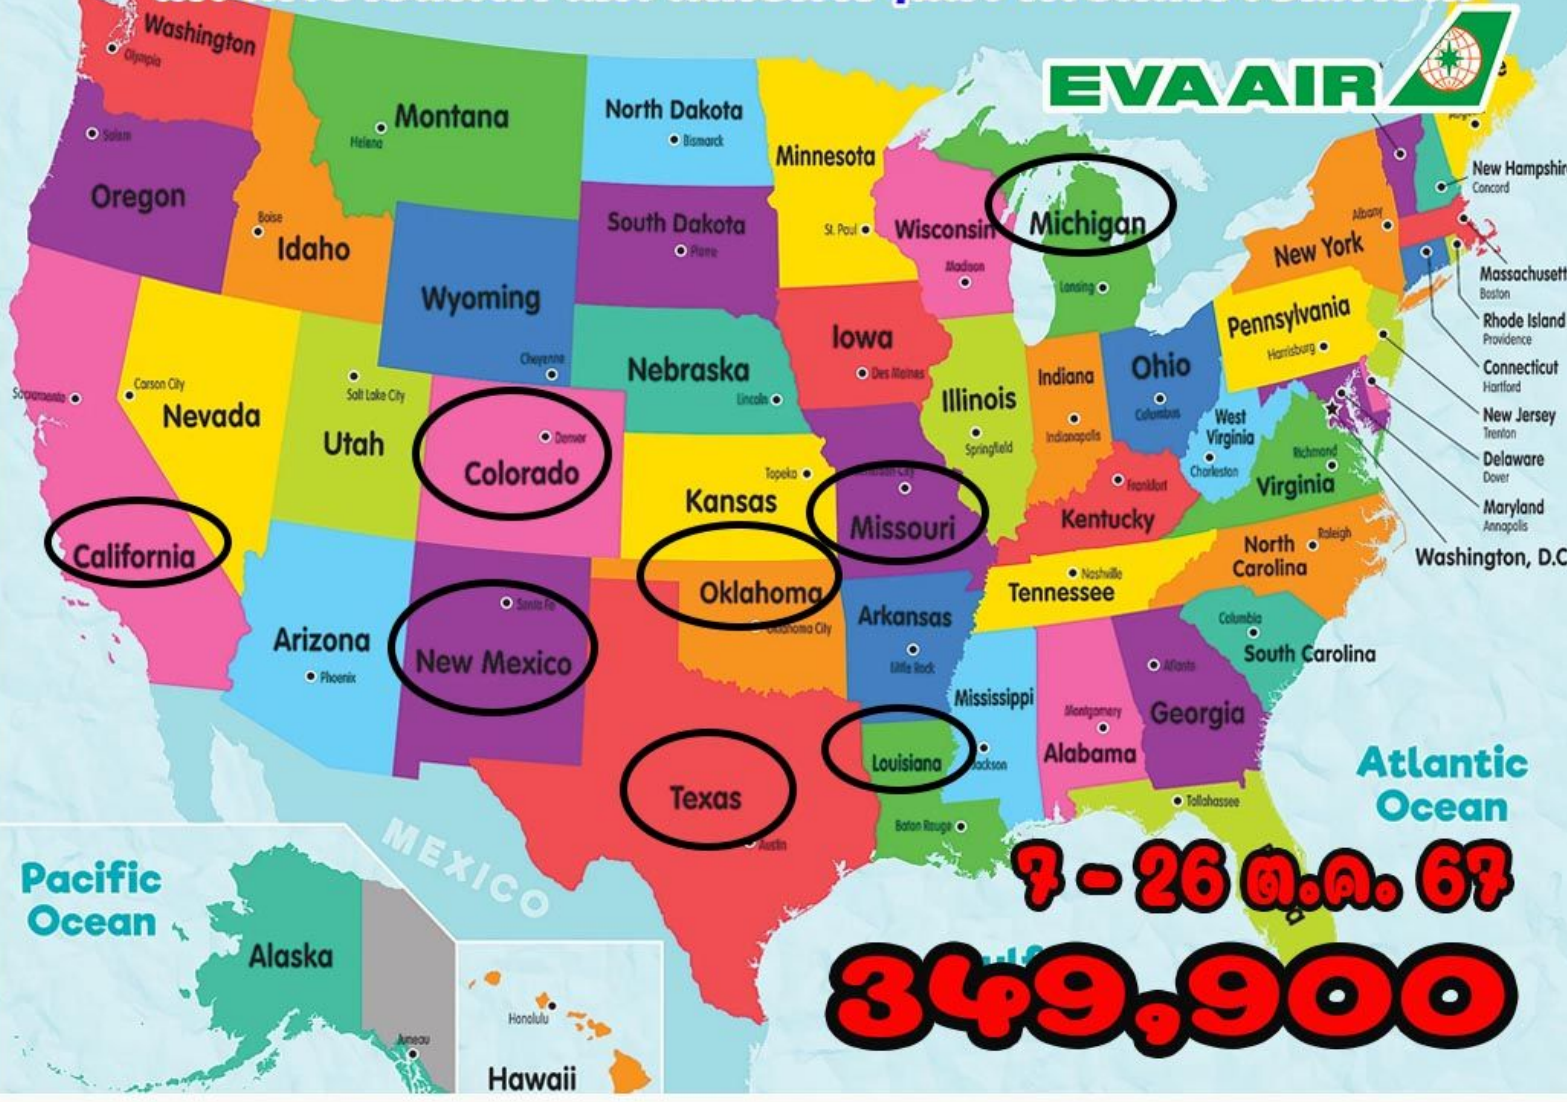 EVA AIR
Washington
Olympia
Montana
Helena
North Dakota
Bismarck
Minnesota
St. Paul
Salem
Oregon
Boise
Idaho
South Dakota
Pierre
Wisconsin
Madison
Michigan
Lansing
Albany
New York
New Hampshir
Concord
Massachusett
Boston
Rhode Island
Providence
Connecticut
Hartford
New Jersey
Trenton
Delaware
Dover
Maryland
Annapolis
Washington, D.C
Wyoming
Cheyenne
Nebraska
Lincoln
Iowa
Des Moines
Illinois
Springfield
Indiana
Indianapolis
Ohio
Columbus
Pennsylvania
Harrisburg
West
Virginia
Charleston
Richmond
Virginia
Sacramento
Carson City
Nevada
Salt Lake City
Utah
Denver
Colorado
Topeka
Kansas
Missouri
Frankfort
Kentucky
Raleigh
North
Carolina
California
Arizona
Phoenix
Santa Fe
New Mexico
Oklahoma
Oklahoma City
Arkansas
Little Rock
Nashville
Tennessee
Columbia
South Carolina
Mississippi
Jackson
Montgomery
Alabama
Atlanta
Georgia
Texas
Austin
Louisiana
Baton Rouge
Tallahassee
Atlantic
Ocean
MEXICO
Pacific
Ocean
Alaska
Juneau
Honolulu
Hawaii
7 - 26 ต.ค. 67
349,900